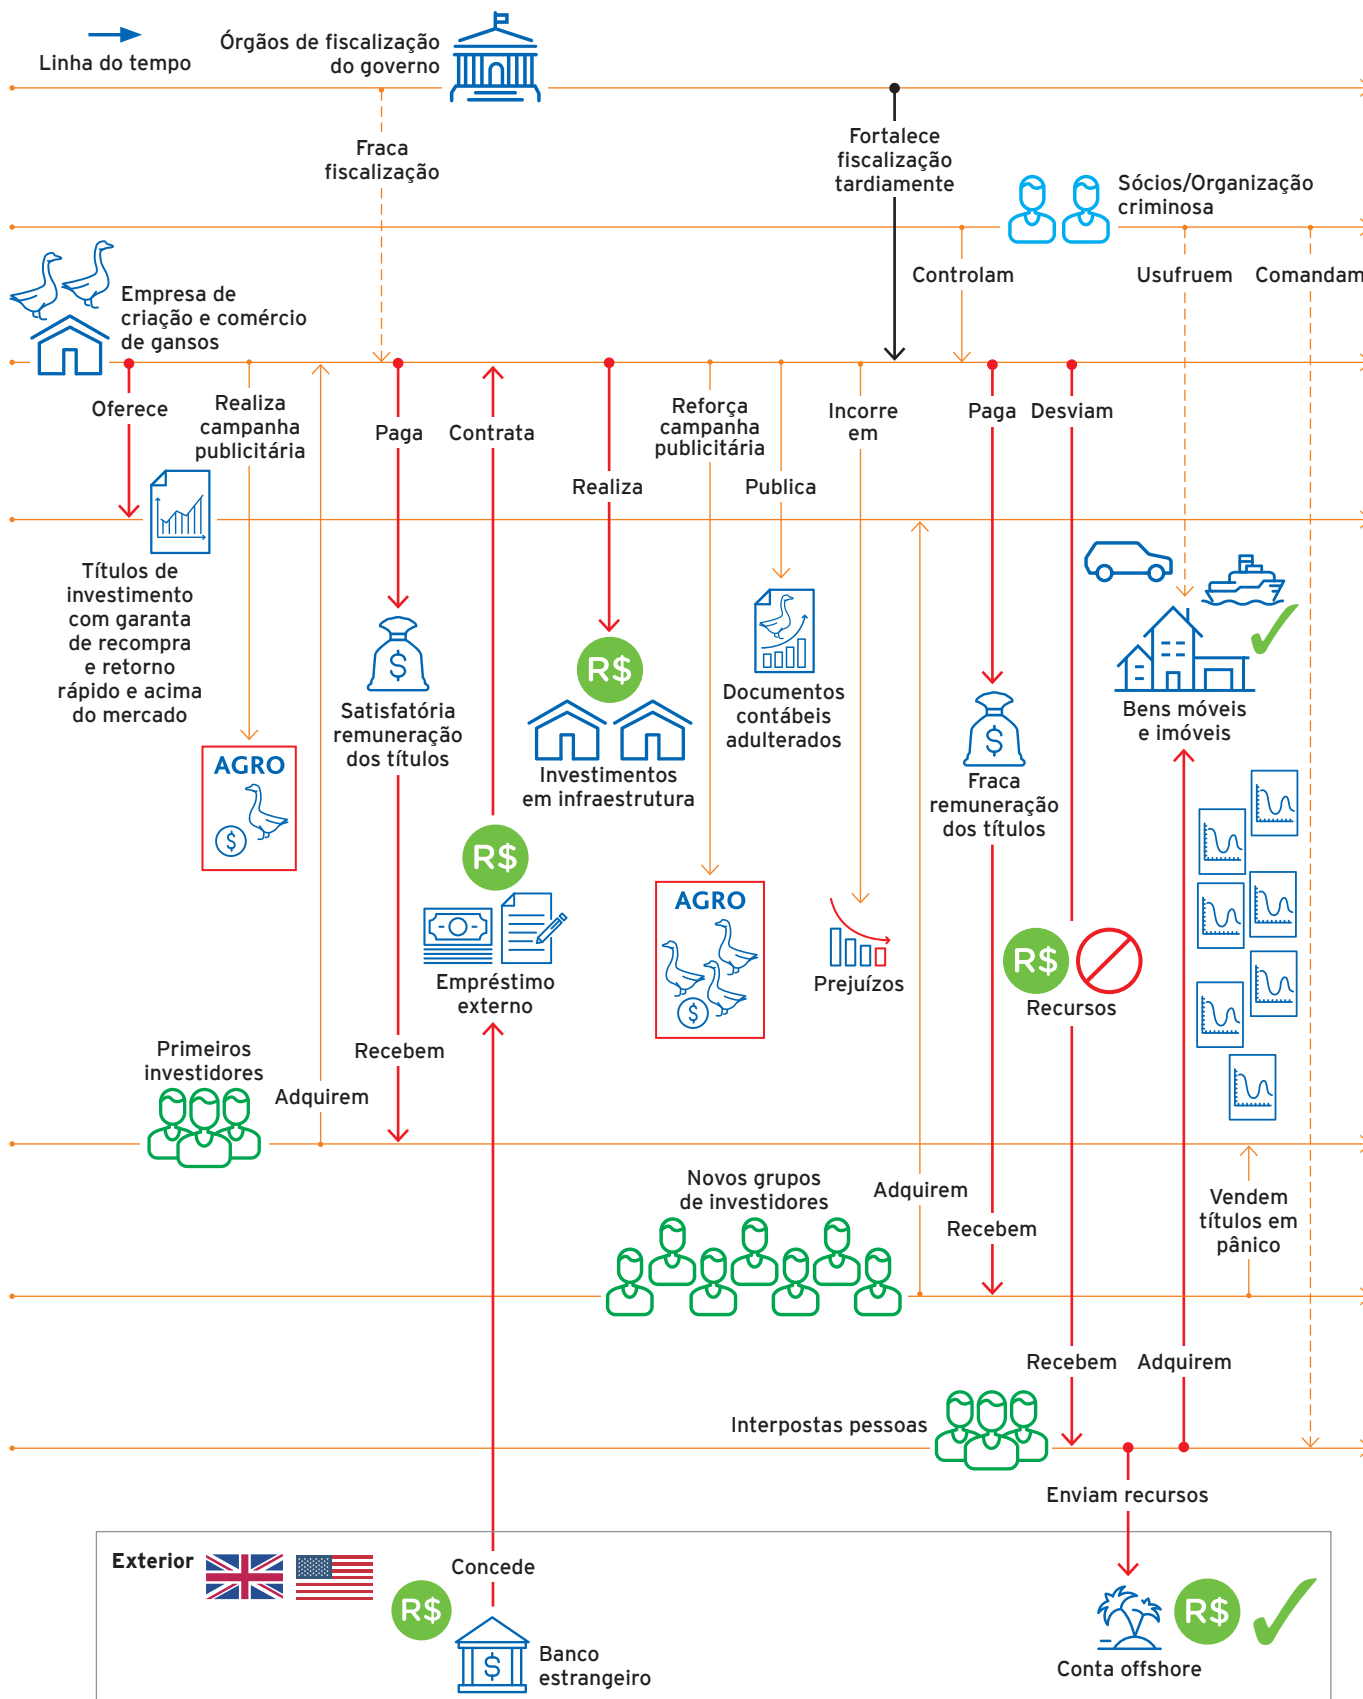 Linha do tempo
Órgãos de fiscalização
do governo
Fraca
fiscalização
Fortalece
fiscalização
tardiamente
Sócios/Organização
criminosa
Controlam
Usufruem
Comandam
Empresa de
criação e comércio
de gansos
Oferece
Realiza
campanha
publicitária
Paga
Contrata
Realiza
Reforça
campanha
publicitária
Publica
Incorre
em
Paga
Desviam
Títulos de
investimento
com garanta
de recompra
e retorno
rápido e acima
do mercado
AGRO
$
$
Satisfatória
remuneração
dos títulos
R$
Investimentos
em infraestrutura
Documentos
contábeis
adulterados
$
Fraca
remuneração
dos títulos
Bens móveis
e imóveis
R$
Empréstimo
externo
AGRO
$
Prejuízos
R$
Recursos
Primeiros
investidores
Adquirem
Recebem
Novos grupos
de investidores
Adquirem
Recebem
Vendem
títulos em
pânico
Interpostas pessoas
Recebem
Adquirem
Enviam recursos
Exterior
Concede
R$
$
Banco
estrangeiro
R$
Conta offshore